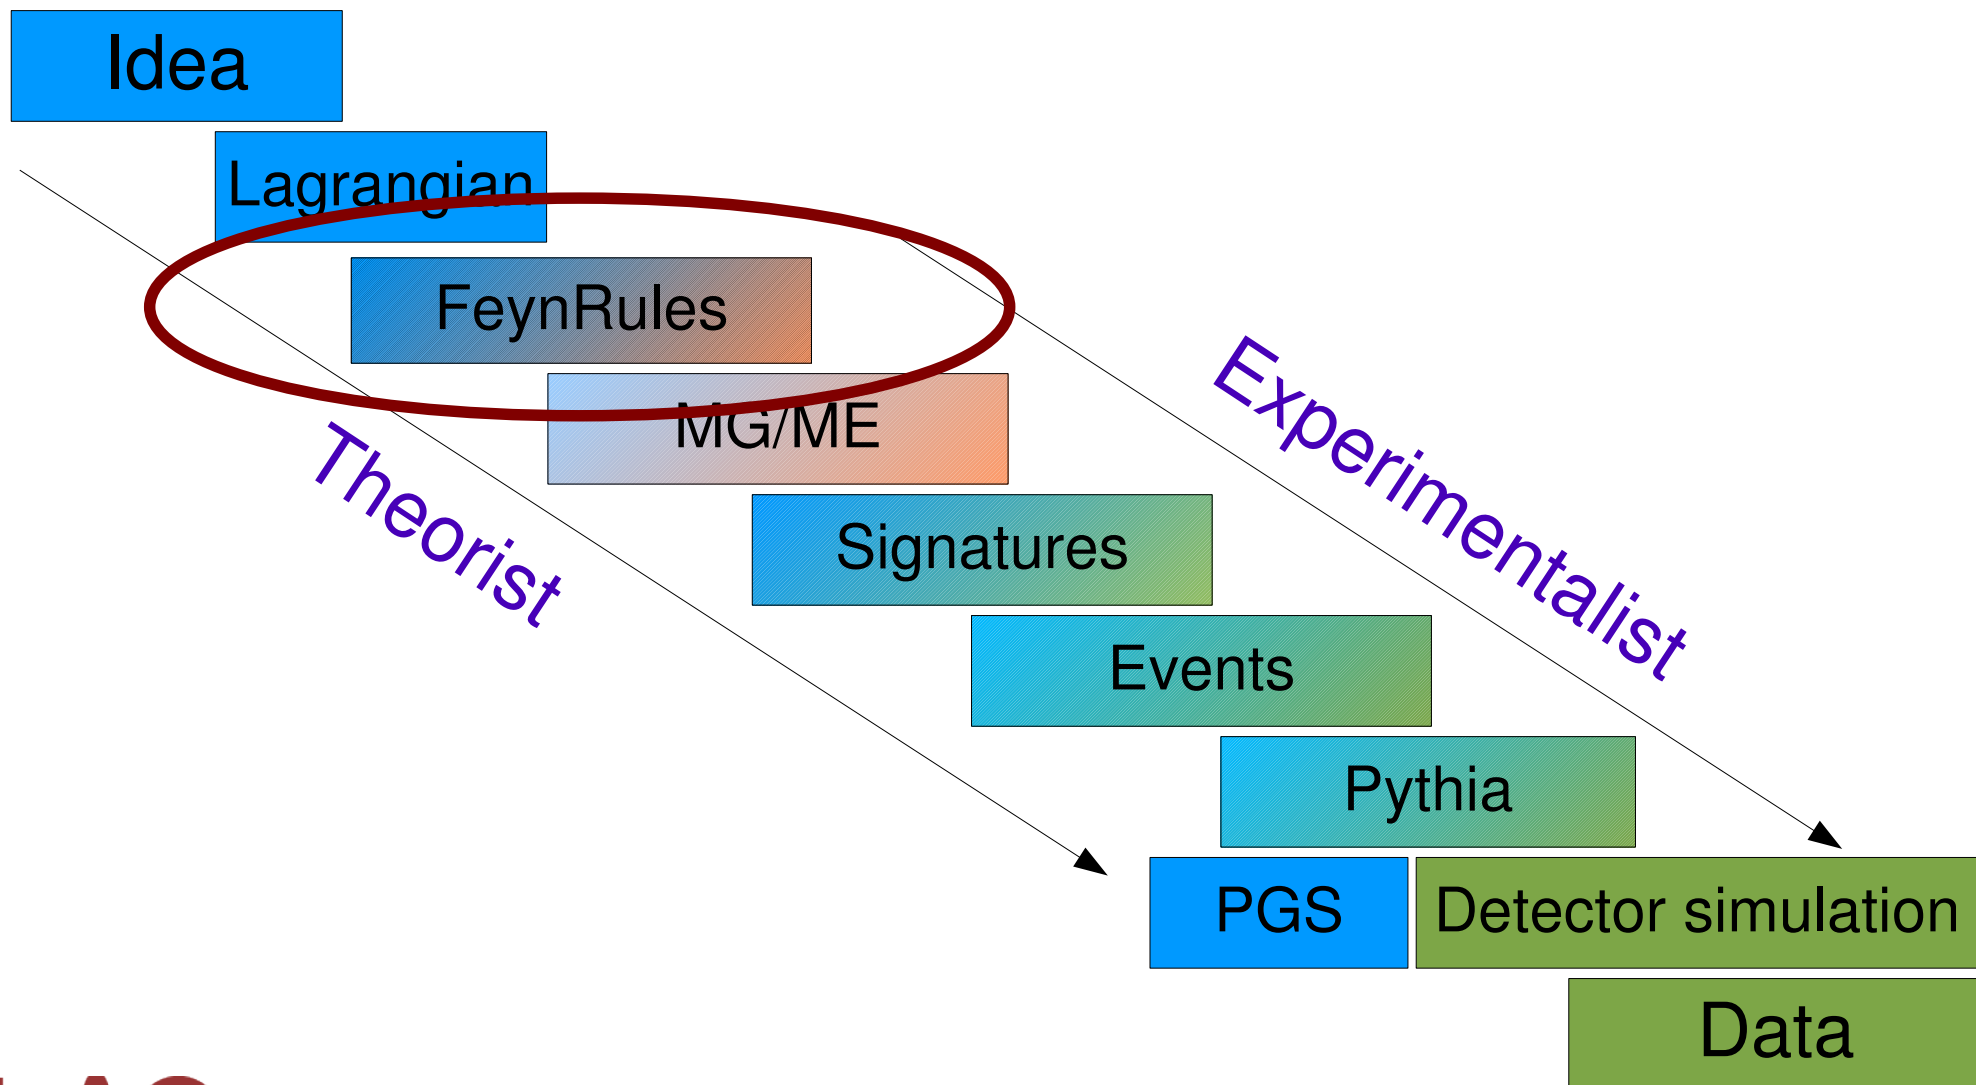 Idea
Lagrangian
FeynRules
MG/ME
Theorist
Experimentalist
Signatures
Events
Pythia
PGS
Detector simulation
Data